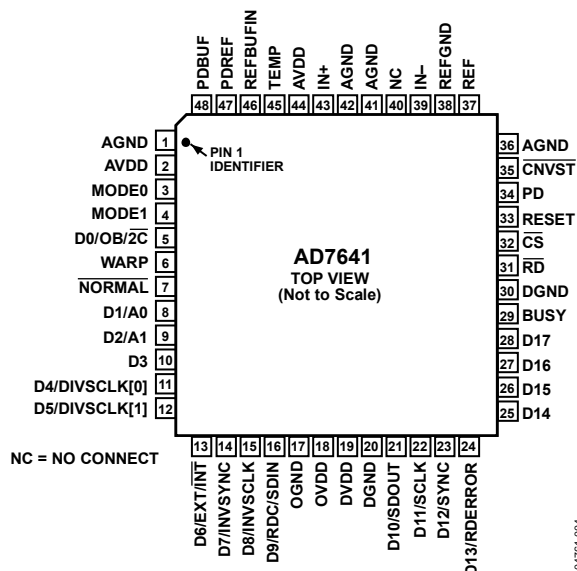 PDBUF
PDREF
REFBUFIN
TEMP
AVDD
IN+
AGND
AGND
NC
IN–
REFGND
REF
48 47 46 45 44 43 42 41 40 39 38 37
AGND 1
AVDD 2
MODE0 3
MODE1 4
D0/OB/2C̅ 5
WARP 6
N̅O̅R̅M̅A̅L̅ 7
D1/A0 8
D2/A1 9
D3 10
D4/DIVSCLK[0] 11
D5/DIVSCLK[1] 12
PIN 1
IDENTIFIER
AD7641
TOP VIEW
(Not to Scale)
36 AGND
35 C̅N̅V̅S̅T̅
34 PD
33 RESET
32 C̅S̅
31 R̅D̅
30 DGND
29 BUSY
28 D17
27 D16
26 D15
25 D14
13 14 15 16 17 18 19 20 21 22 23 24
D6/EXT/I̅N̅T̅
D7/INVSYNC
D8/INVSCLK
D9/RDC/SDIN
OGND
OVDD
DVDD
DGND
D10/SDOUT
D11/SCLK
D12/SYNC
D13/RDERROR
NC = NO CONNECT